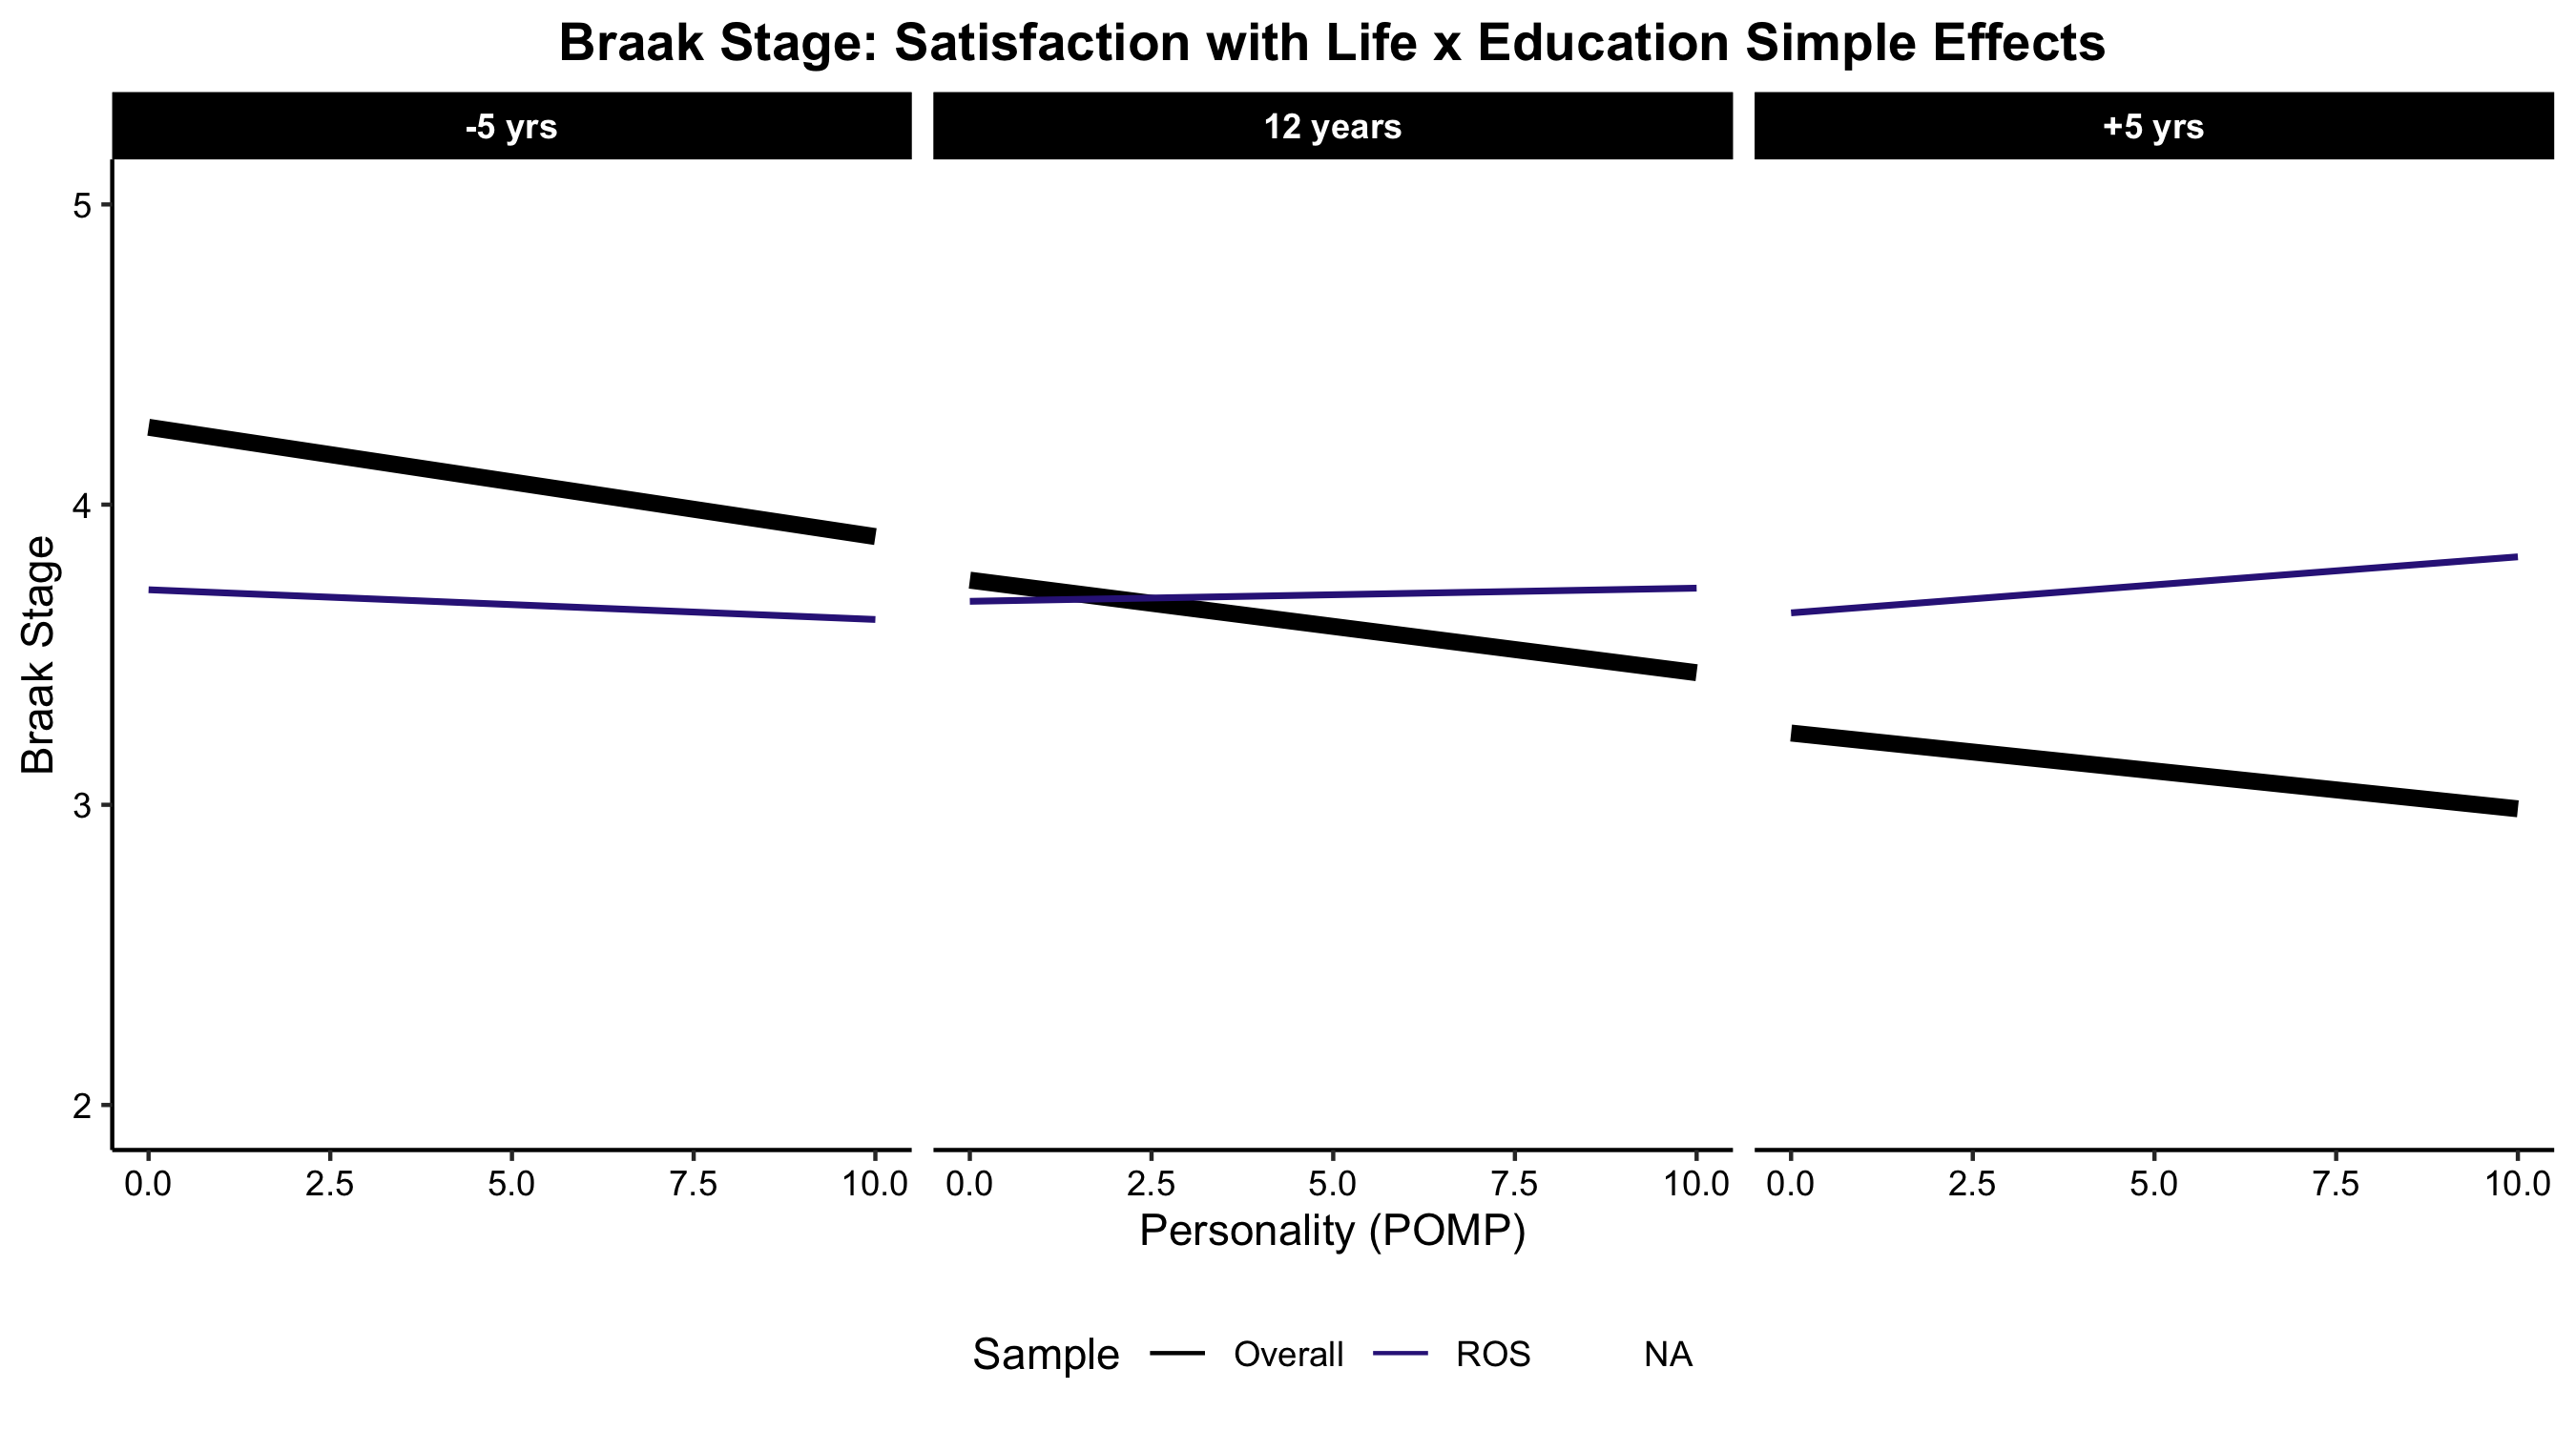 Braak Stage: Satisfaction with Life x Education Simple Effects
-5 yrs
12 years
+5 yrs
Braak Stage
5
4
3
2
0.0 2.5 5.0 7.5 10.0
0.0 2.5 5.0 7.5 10.0
0.0 2.5 5.0 7.5 10.0
Personality (POMP)
Sample Overall ROS NA